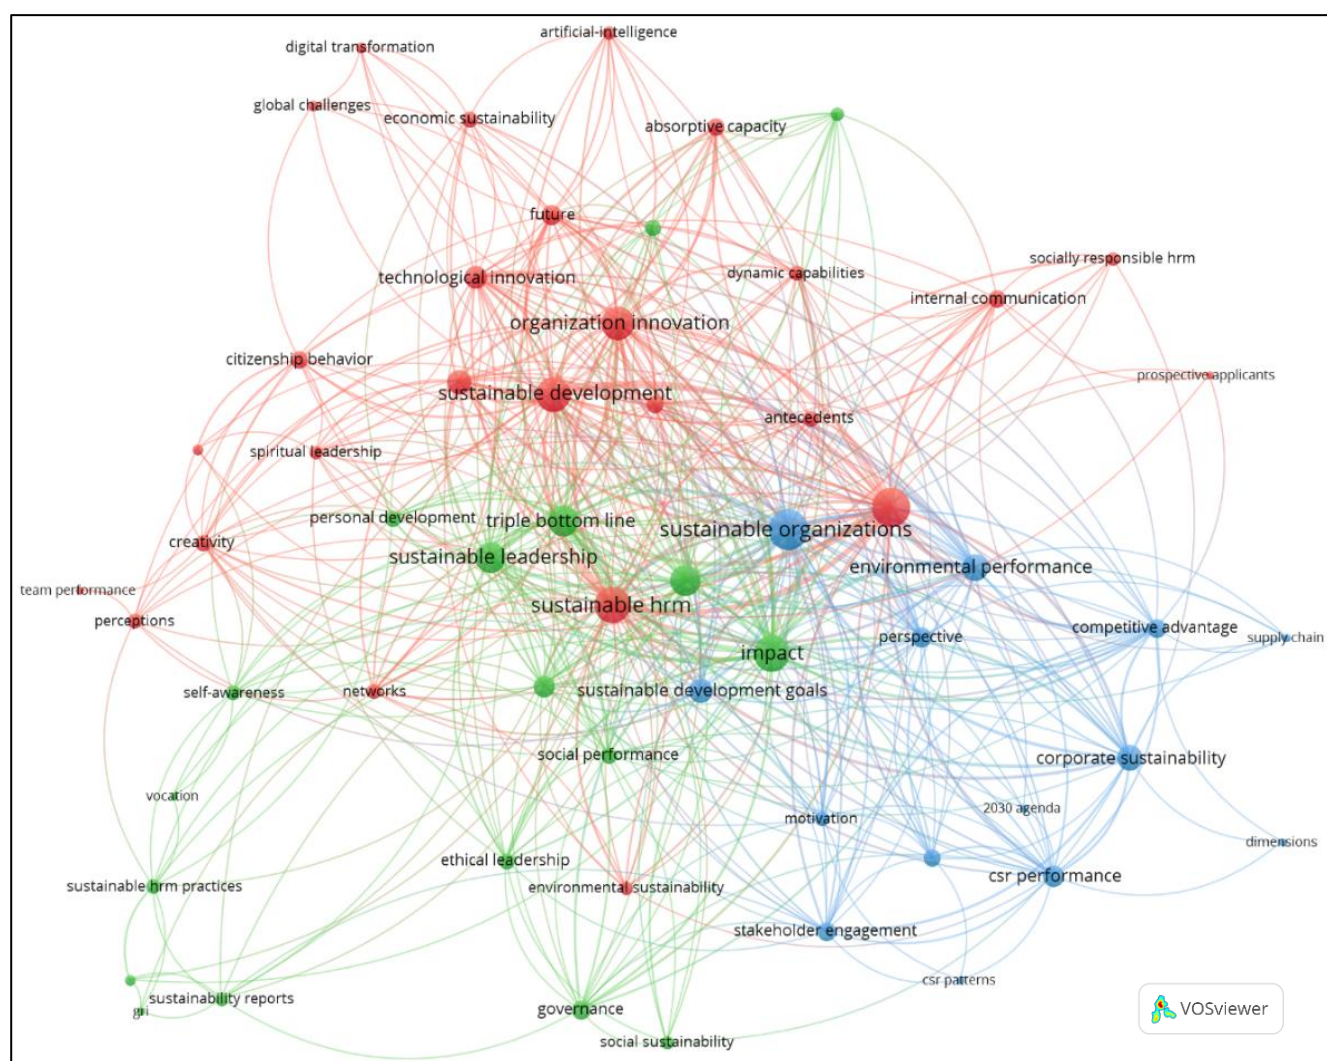 artificial-intelligence
digital transformation
global challenges
economic sustainability
absorptive capacity
future
socially responsible hrm
technological innovation
dynamic capabilities
internal communication
organization innovation
citizenship behavior
prospective applicants
sustainable development
antecedents
spiritual leadership
personal development
triple bottom line
sustainable organizations
creativity
sustainable leadership
environmental performance
team performance
sustainable hrm
perceptions
competitive advantage
perspective
supply chain
impact
self-awareness
networks
sustainable development goals
social performance
corporate sustainability
vocation
2030 agenda
motivation
dimensions
ethical leadership
csr performance
sustainable hrm practices
environmental sustainability
stakeholder engagement
csr patterns
sustainability reports
gri
governance
social sustainability
VOSviewer